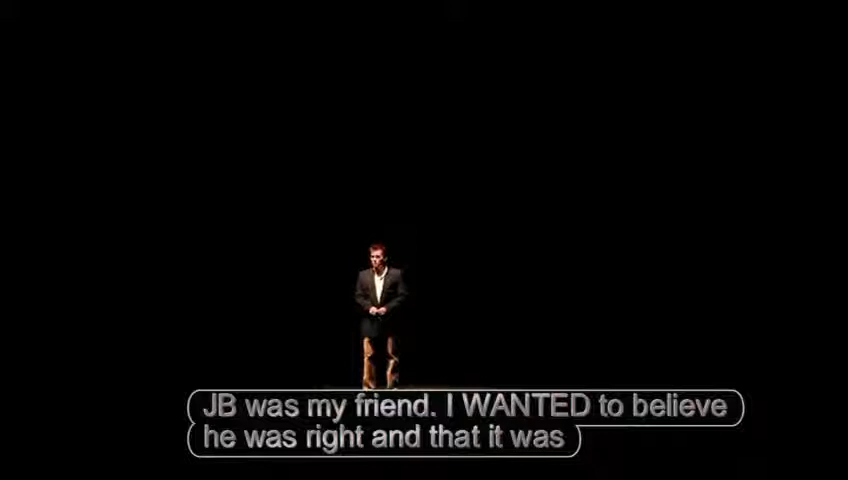 JB was my friend. I WANTED to believe
he was right and that it was